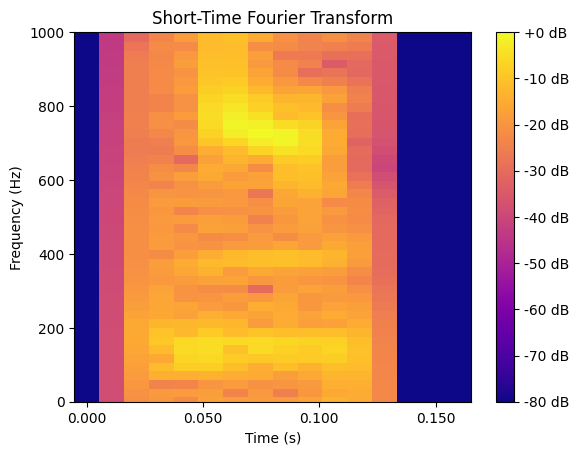 Short-Time Fourier Transform
1000
800
600
400
200
0
Frequency (Hz)
0.000
0.050
0.100
0.150
Time (s)
+0 dB
-10 dB
-20 dB
-30 dB
-40 dB
-50 dB
-60 dB
-70 dB
-80 dB